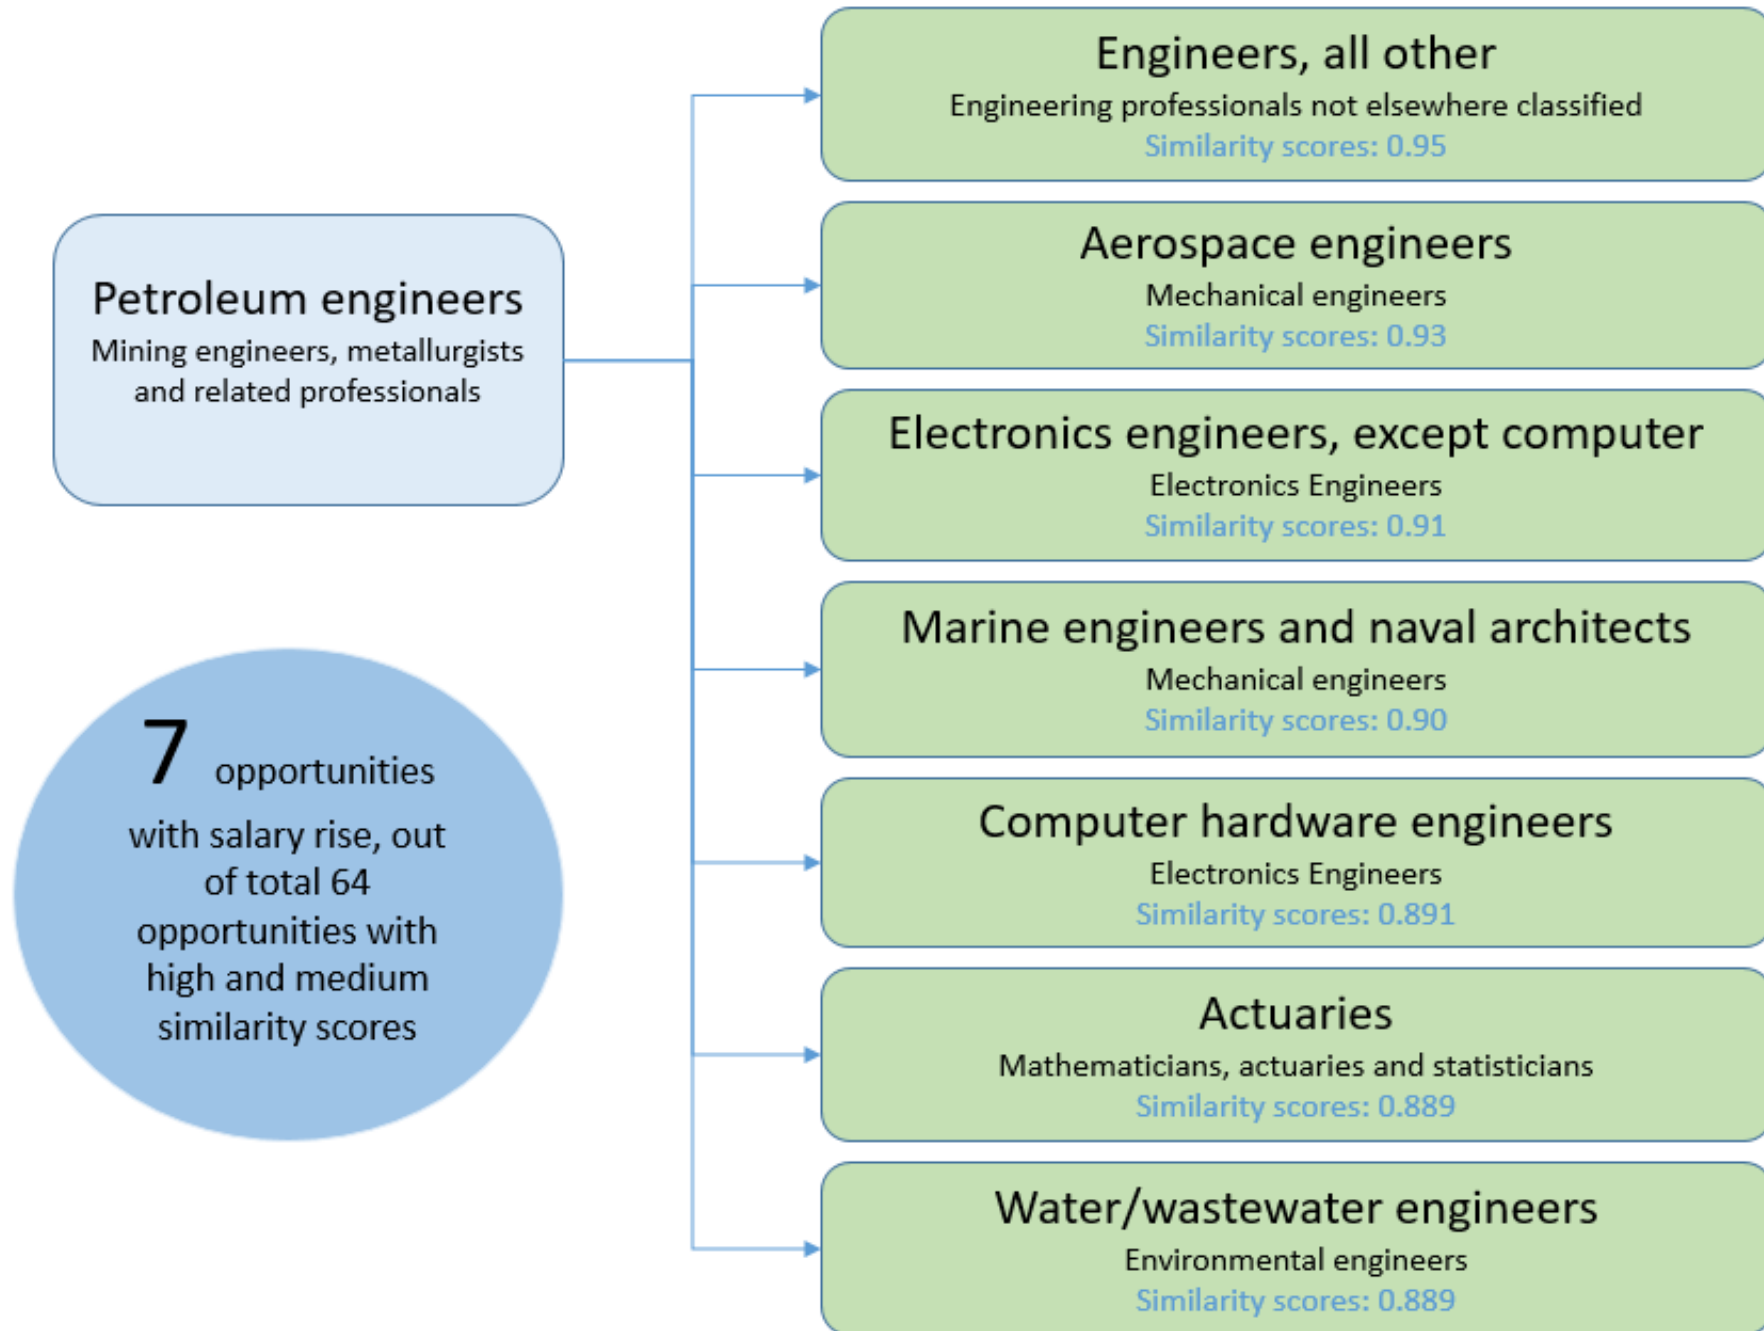 Petroleum engineers
Mining engineers, metallurgists
and related professionals
7 opportunities
with salary rise, out
of total 64
opportunities with
high and medium
similarity scores
Engineers, all other
Engineering professionals not elsewhere classified
Similarity scores: 0.95
Aerospace engineers
Mechanical engineers
Similarity scores: 0.93
Electronics engineers, except computer
Electronics Engineers
Similarity scores: 0.91
Marine engineers and naval architects
Mechanical engineers
Similarity scores: 0.90
Computer hardware engineers
Electronics Engineers
Similarity scores: 0.891
Actuaries
Mathematicians, actuaries and statisticians
Similarity scores: 0.889
Water/wastewater engineers
Environmental engineers
Similarity scores: 0.889